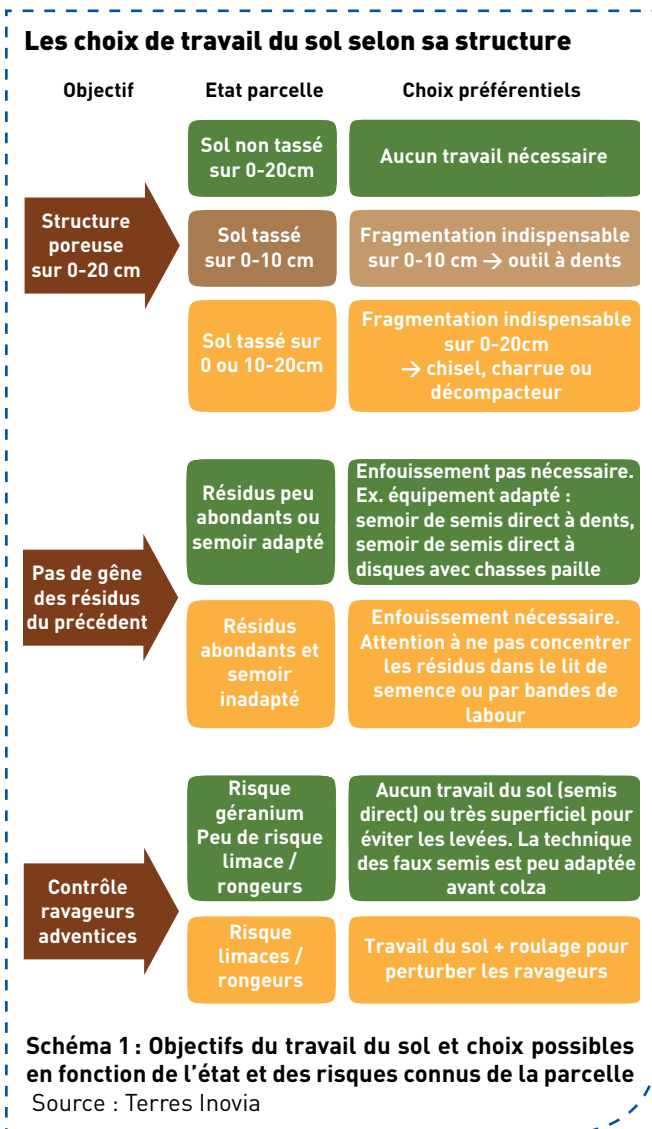 Les choix de travail du sol selon sa structure
Objectif
Etat parcelle
Choix préférentiels
Structure
poreuse
sur 0-20 cm
Sol non tassé
sur 0-20cm
Aucun travail nécessaire
Sol tassé
sur 0-10 cm
Fragmentation indispensable
sur 0-10 cm → outil à dents
Sol tassé sur
0 ou 10-20cm
Fragmentation indispensable
sur 0-20cm
→ chisel, charrue ou
décompacteur
Pas de gêne
des résidus
du précédent
Résidus peu
abondants ou
semoir adapté
Enfouissement pas nécessaire.
Ex. équipement adapté :
semoir de semis direct à dents,
semoir de semis direct à
disques avec chasses paille
Résidus
abondants et
semoir
inadapté
Enfouissement nécessaire.
Attention à ne pas concentrer
les résidus dans le lit de
semence ou par bandes de
labour
Contrôle
ravageurs
adventices
Risque
géranium
Peu de risque
limace /
rongeurs
Aucun travail du sol (semis
direct) ou très superficiel pour
éviter les levées. La technique
des faux semis est peu adaptée
avant colza
Risque
limaces /
rongeurs
Travail du sol + roulage pour
perturber les ravageurs
Schéma 1 : Objectifs du travail du sol et choix possibles
en fonction de l'état et des risques connus de la parcelle
Source : Terres Inovia